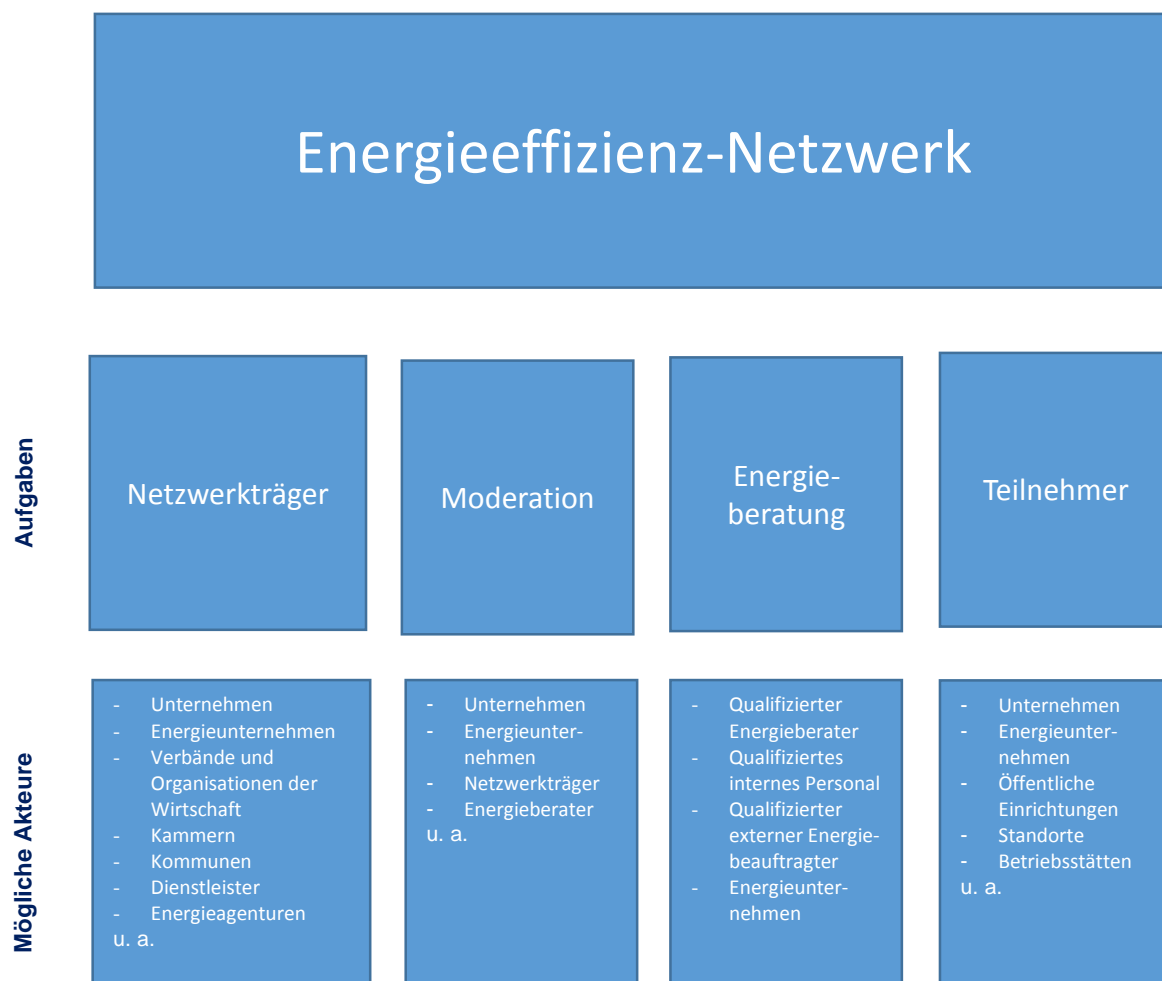 Energieeffizienz-Netzwerk
Aufgaben
Netzwerkträger
Moderation
Energie-
beratung
Teilnehmer
Mögliche Akteure
- Unternehmen
- Energieunternehmen
- Verbände und
Organisationen der
Wirtschaft
- Kammern
- Kommunen
- Dienstleister
- Energieagenturen
u. a.
- Unternehmen
- Energieunter-
nehmen
- Netzwerkträger
- Energieberater
u. a.
- Qualifizierter
Energieberater
- Qualifiziertes
internes Personal
- Qualifizierter
externer Energie-
beauftragter
- Energieunter-
nehmen
- Unternehmen
- Energieunter-
nehmen
- Öffentliche
Einrichtungen
- Standorte
- Betriebsstätten
u. a.